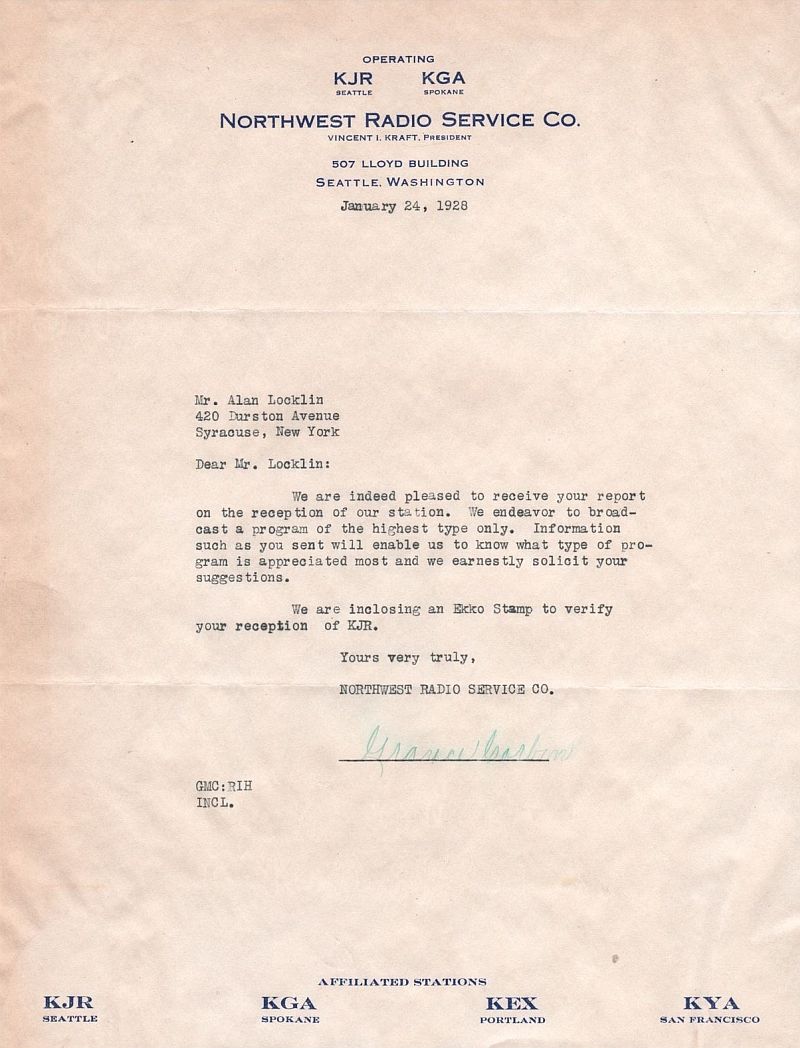 OPERATING
KJR KGA
SEATTLE SPOKANE
NORTHWEST RADIO SERVICE CO.
VINCENT I. KRAFT, PRESIDENT
507 LLOYD BUILDING
SEATTLE, WASHINGTON
January 24, 1928
Mr. Alan Locklin
420 Durston Avenue
Syracuse, New York
Dear Mr. Locklin:
We are indeed pleased to receive your report
on the reception of our station. We endeavor to broad-
cast a program of the highest type only. Information
such as you sent will enable us to know what type of pro-
gram is appreciated most and we earnestly solicit your
suggestions.
We are inclosing an Ekko Stamp to verify
your reception of KJR.
Yours very truly,
NORTHWEST RADIO SERVICE CO.
GMC:RIH
INCL.
AFFILIATED STATIONS
KJR KGA KEX KYA
SEATTLE SPOKANE PORTLAND SAN FRANCISCO